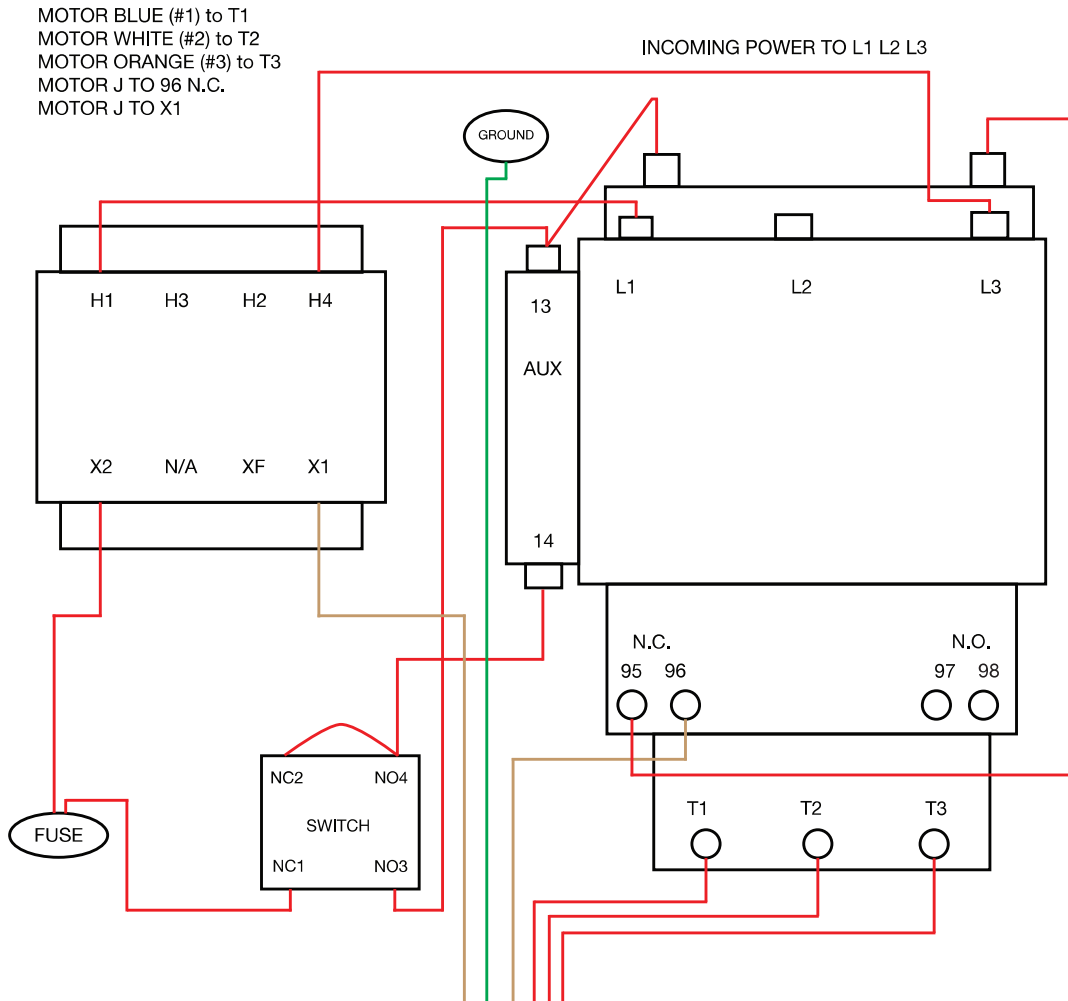 MOTOR BLUE (#1) to T1
MOTOR WHITE (#2) to T2
MOTOR ORANGE (#3) to T3
MOTOR J TO 96 N.C.
MOTOR J TO X1
INCOMING POWER TO L1 L2 L3
GROUND
H1 H3 H2 H4
X2 N/A XF X1
13
AUX
14
L1 L2 L3
N.C. N.O.
95 96 97 98
T1 T2 T3
NC2 NO4
SWITCH
NC1 NO3
FUSE